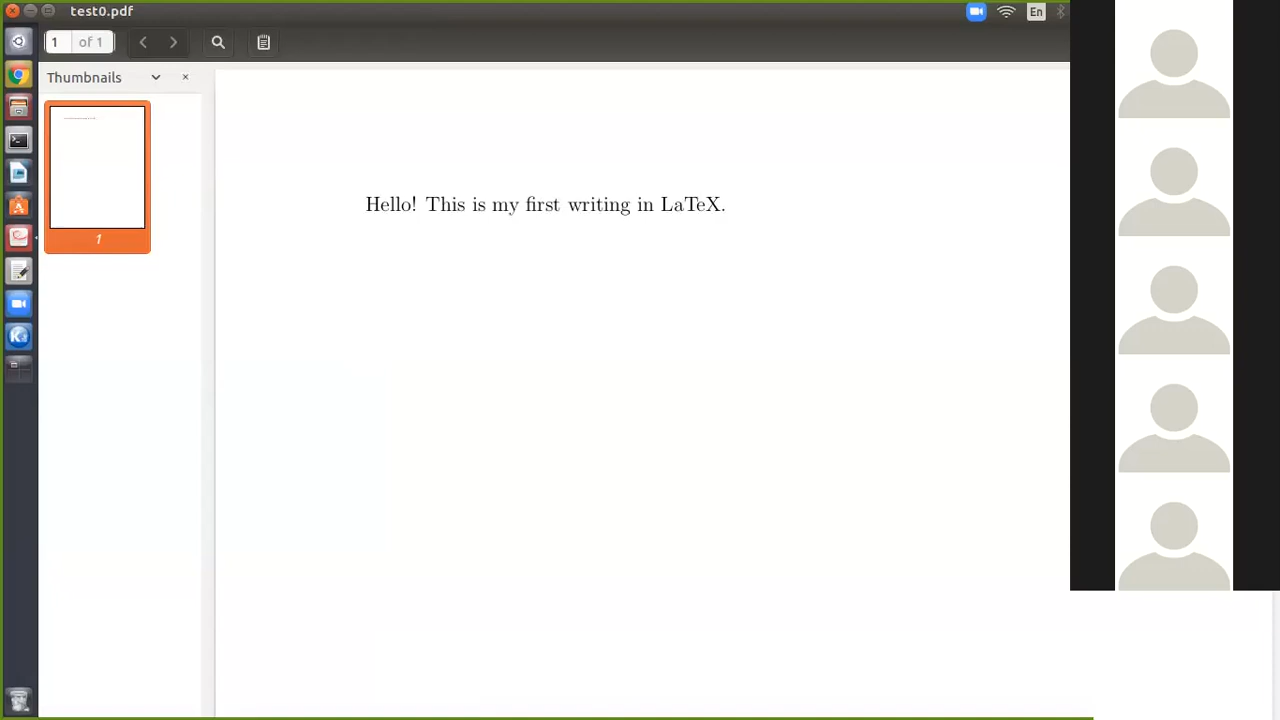 test0.pdf
En
1 of 1
Thumbnails
1
Hello! This is my first writing in LaTeX.